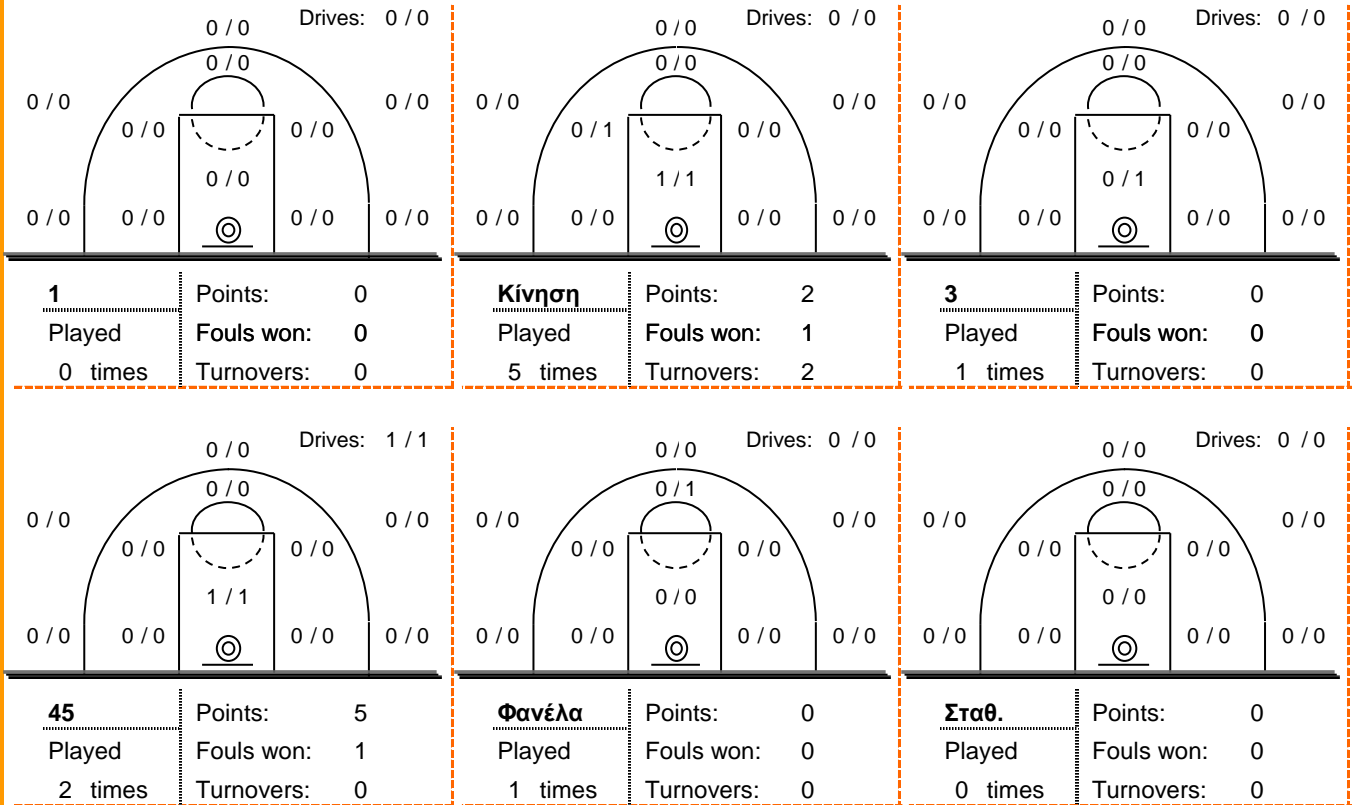 0 / 0 Drives: 0 / 0
0 / 0
0 / 0 0 / 0
0 / 0 0 / 0
0 / 0
0 / 0 0 / 0 0 / 0 0 / 0
1 Points: 0
Played Fouls won: 0
0 times Turnovers: 0
0 / 0 Drives: 0 / 0
0 / 0
0 / 0 0 / 0
0 / 1 0 / 0
1 / 1
0 / 0 0 / 0 0 / 0 0 / 0
Κίνηση Points: 2
Played Fouls won: 1
5 times Turnovers: 2
0 / 0 Drives: 0 / 0
0 / 0
0 / 0 0 / 0
0 / 0 0 / 0
0 / 1
0 / 0 0 / 0 0 / 0 0 / 0
3 Points: 0
Played Fouls won: 0
1 times Turnovers: 0
0 / 0 Drives: 1 / 1
0 / 0
0 / 0 0 / 0
0 / 0 0 / 0
1 / 1
0 / 0 0 / 0 0 / 0 0 / 0
45 Points: 5
Played Fouls won: 1
2 times Turnovers: 0
0 / 0 Drives: 0 / 0
0 / 1
0 / 0 0 / 0
0 / 0 0 / 0
0 / 0
0 / 0 0 / 0 0 / 0 0 / 0
Φανέλα Points: 0
Played Fouls won: 0
1 times Turnovers: 0
0 / 0 Drives: 0 / 0
0 / 0
0 / 0 0 / 0
0 / 0 0 / 0
0 / 0
0 / 0 0 / 0 0 / 0 0 / 0
Σταθ. Points: 0
Played Fouls won: 0
0 times Turnovers: 0